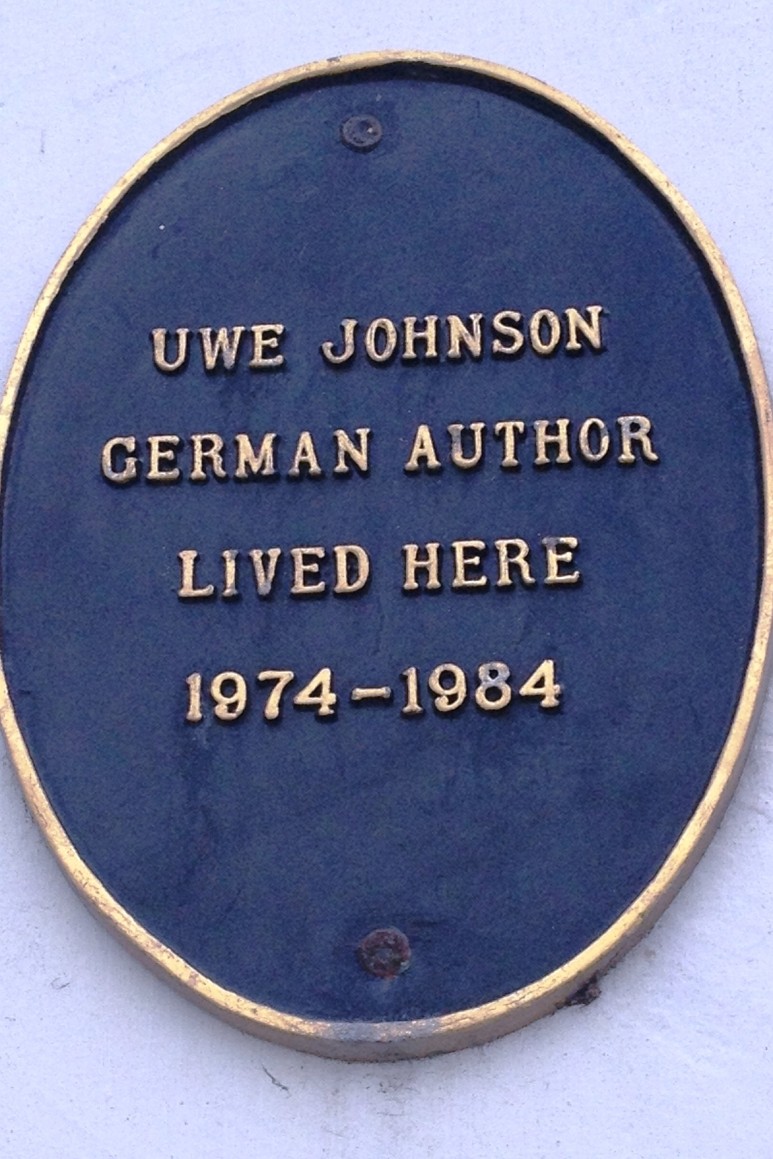 UWE JOHNSON
GERMAN AUTHOR
LIVED HERE
1974-1984